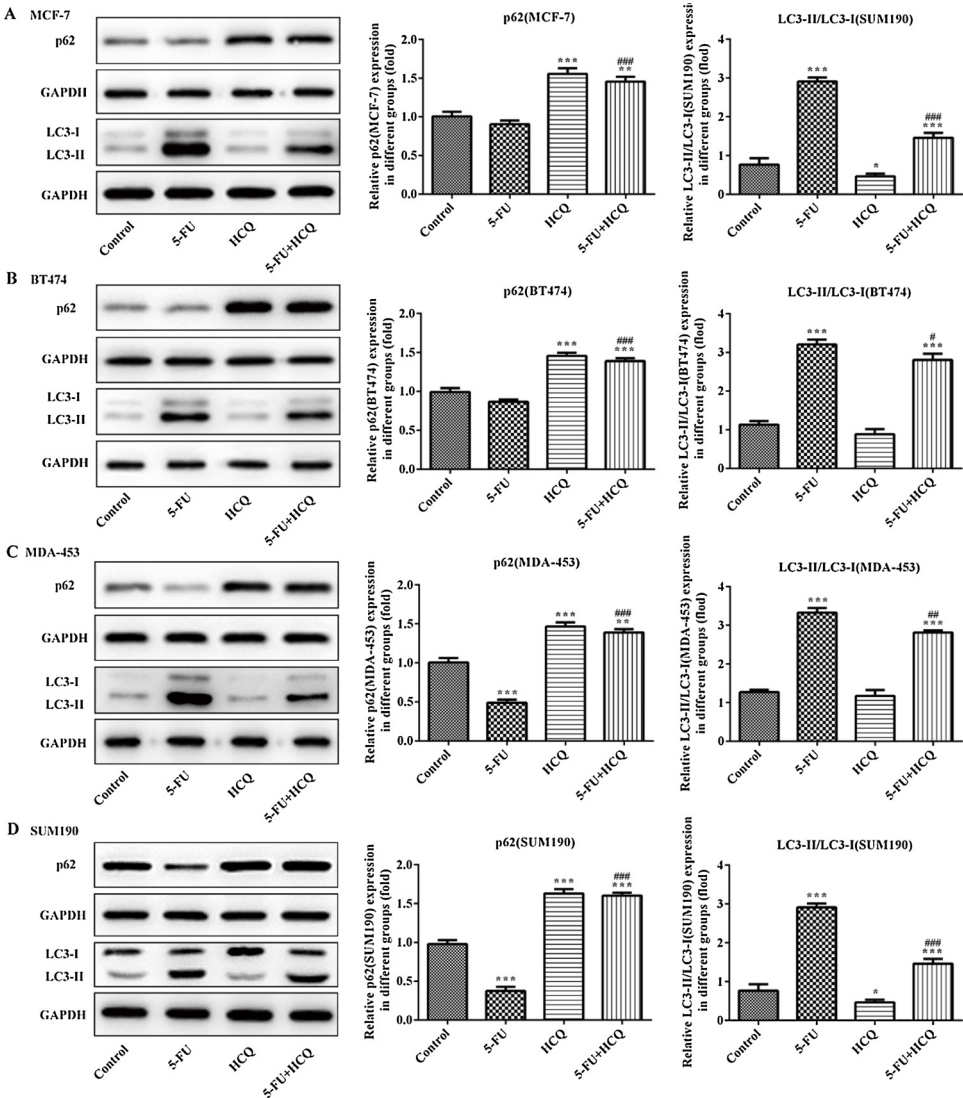 A
MCF-7
p62
GAPDH
LC3-I
LC3-II
GAPDH
Control
5-FU
HCQ
5-FU+HCQ
p62(MCF-7)
Relative p62(MCF-7) expression
in different groups (fold)
2.0
1.5
1.0
0.5
0.0
***
###
**
Control
5-FU
HCQ
5-FU+HCQ
LC3-II/LC3-I(SUM190)
Relative LC3-II/LC3-I(SUM190) expression
in different groups (flod)
4
3
2
1
0
***
*
###
***
Control
5-FU
HCQ
5-FU+HCQ
B
BT474
p62
GAPDH
LC3-I
LC3-II
GAPDH
Control
5-FU
HCQ
5-FU+HCQ
p62(BT474)
Relative p62(BT474) expression
in different groups (fold)
2.0
1.5
1.0
0.5
0.0
***
###
***
Control
5-FU
HCQ
5-FU+HCQ
LC3-II/LC3-I(BT474)
Relative LC3-II/LC3-I(BT474) expression
in different groups (flod)
4
3
2
1
0
***
#
***
Control
5-FU
HCQ
5-FU+HCQ
C
MDA-453
p62
GAPDH
LC3-I
LC3-II
GAPDH
Control
5-FU
HCQ
5-FU+HCQ
p62(MDA-453)
Relative p62(MDA-453) expression
in different groups (fold)
2.0
1.5
1.0
0.5
0.0
***
***
###
**
Control
5-FU
HCQ
5-FU+HCQ
LC3-II/LC3-I(MDA-453)
Relative LC3-II/LC3-I(MDA-453) expression
in different groups (flod)
4
3
2
1
0
***
##
***
Control
5-FU
HCQ
5-FU+HCQ
D
SUM190
p62
GAPDH
LC3-I
LC3-II
GAPDH
Control
5-FU
HCQ
5-FU+HCQ
p62(SUM190)
Relative p62(SUM190) expression
in different groups (fold)
2.0
1.5
1.0
0.5
0.0
***
***
###
***
Control
5-FU
HCQ
5-FU+HCQ
LC3-II/LC3-I(SUM190)
Relative LC3-II/LC3-I(SUM190) expression
in different groups (flod)
4
3
2
1
0
***
*
###
***
Control
5-FU
HCQ
5-FU+HCQ